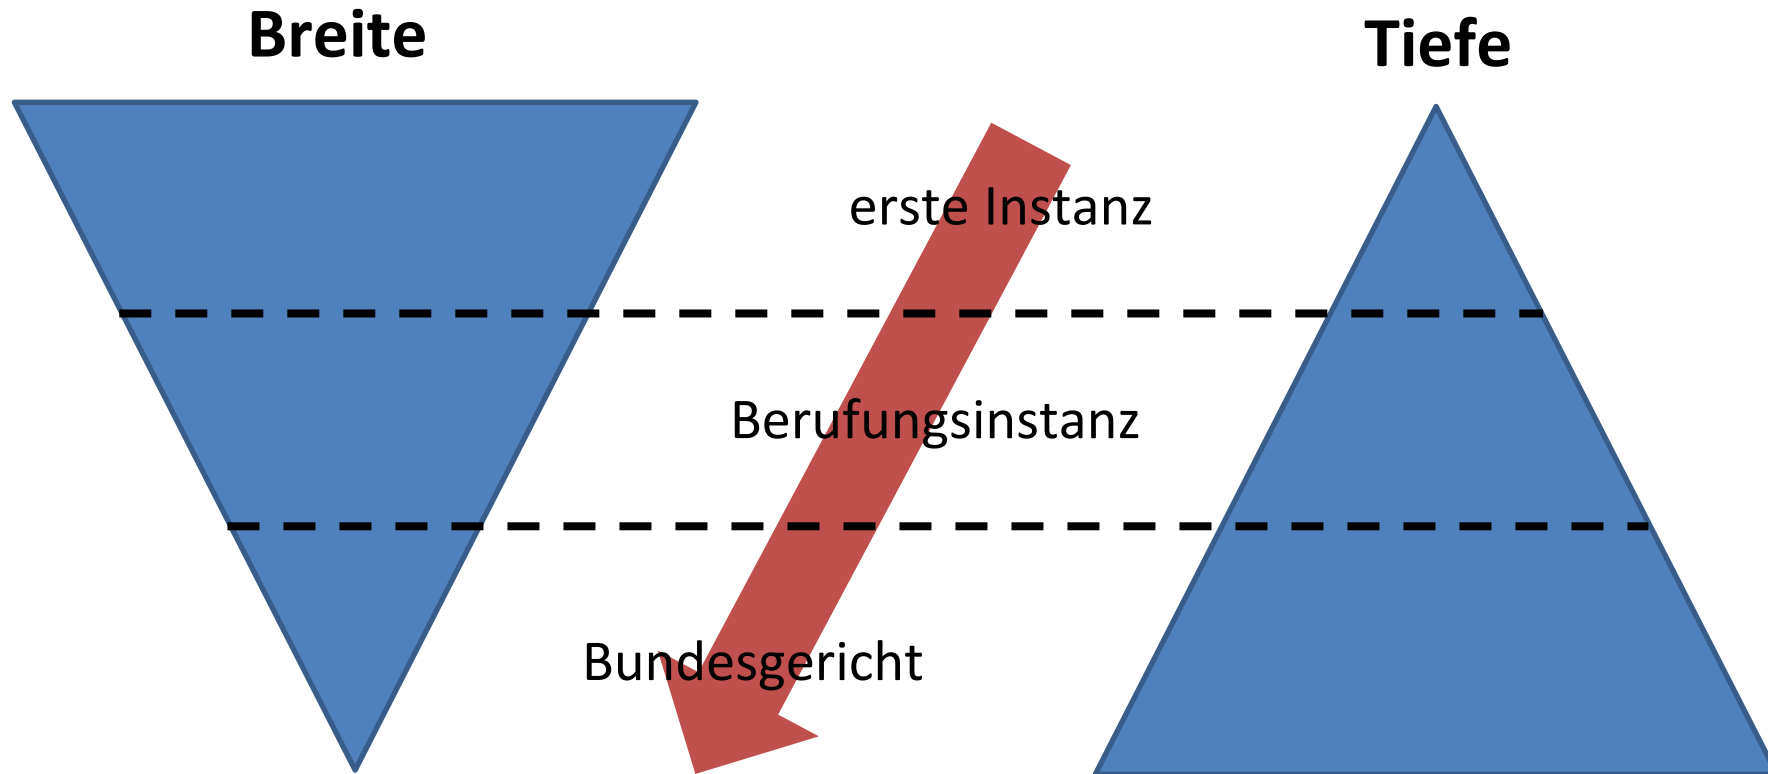 Breite
Tiefe
erste Instanz
Berufungsinstanz
Bundesgericht